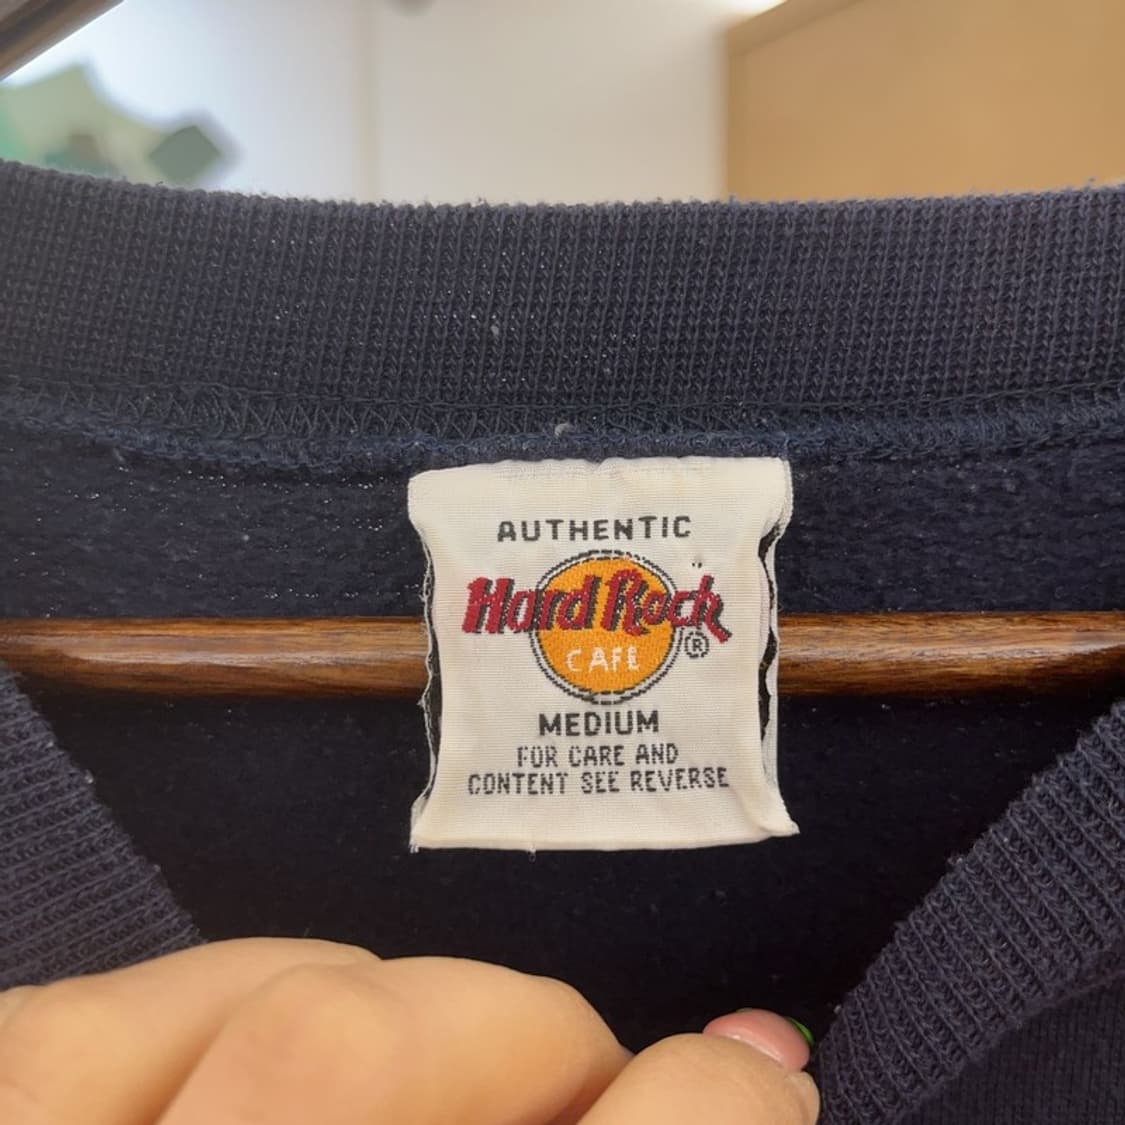 AUTHENTIC
Hard Rock
CAFE
®
MEDIUM
FOR CARE AND
CONTENT SEE REVERSE